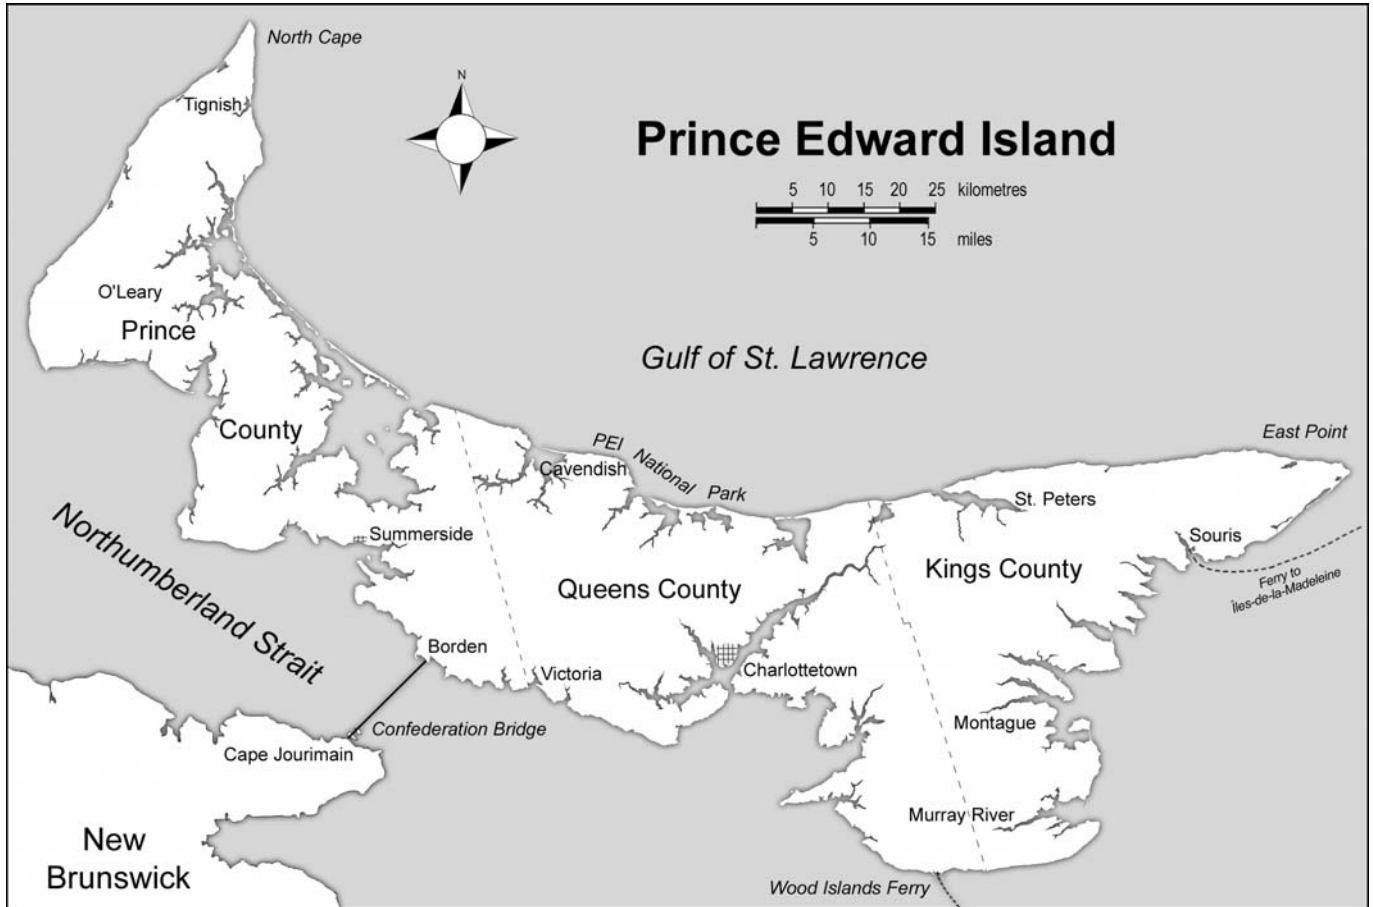 North Cape
N
Tignish
Prince Edward Island
5 10 15 20 25 kilometres
5 10 15 miles
O'Leary
Prince
County
Gulf of St. Lawrence
East Point
PEI National Park
Cavendish
St. Peters
Northumberland Strait
Summerside
Souris
Queens County
Kings County
Ferry to
Îles-de-la-Madeleine
Borden
Victoria
Charlottetown
Confederation Bridge
Montague
Cape Jourimain
Murray River
New
Brunswick
Wood Islands Ferry